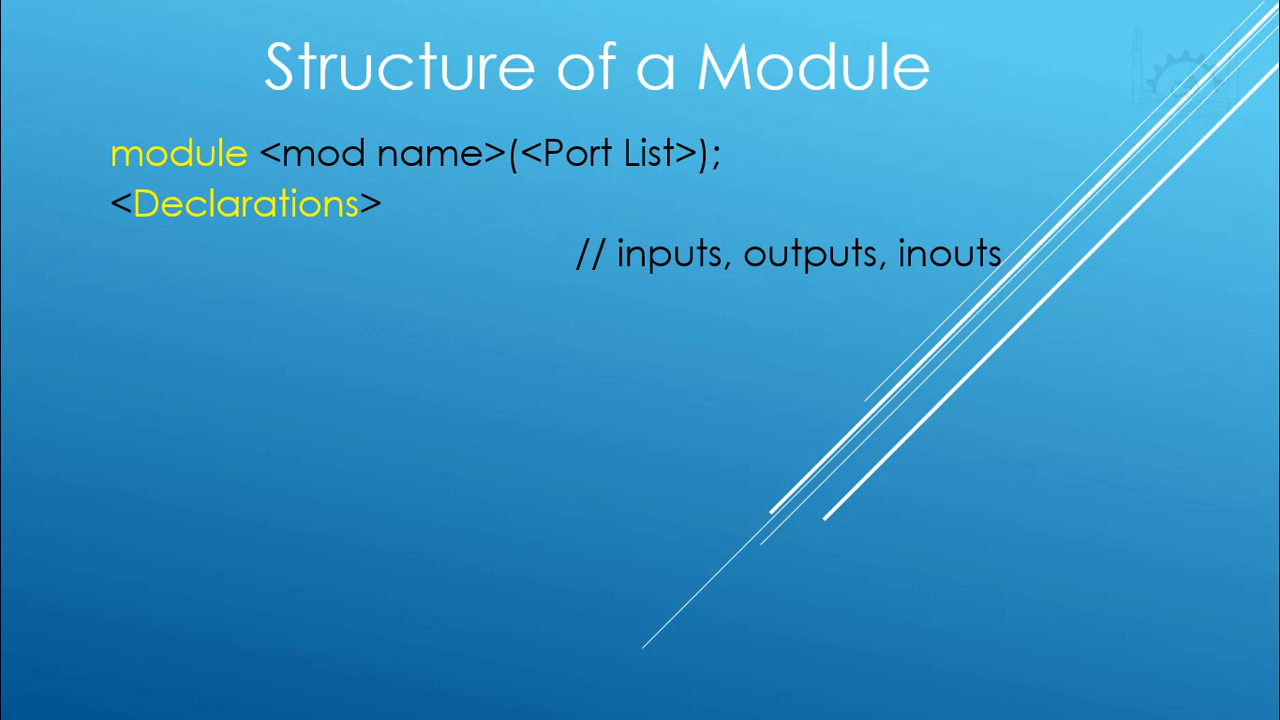 Structure of a Module
module <mod name>(<Port List>);
<Declarations>
// inputs, outputs, inouts